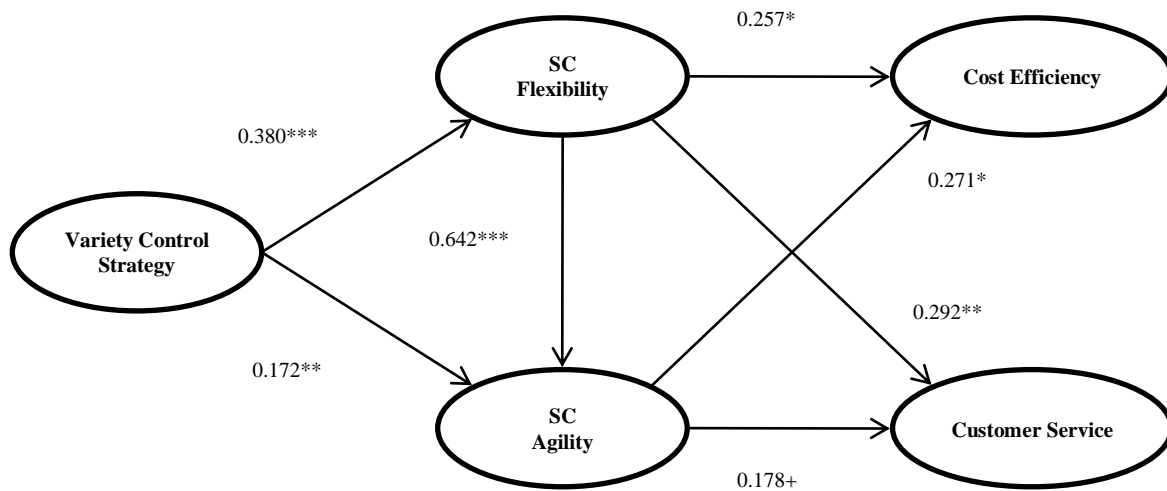 0.257*
SC
Flexibility
Cost Efficiency
0.380***
0.271*
Variety Control
Strategy
0.642***
0.292**
0.172**
SC
Agility
Customer Service
0.178+